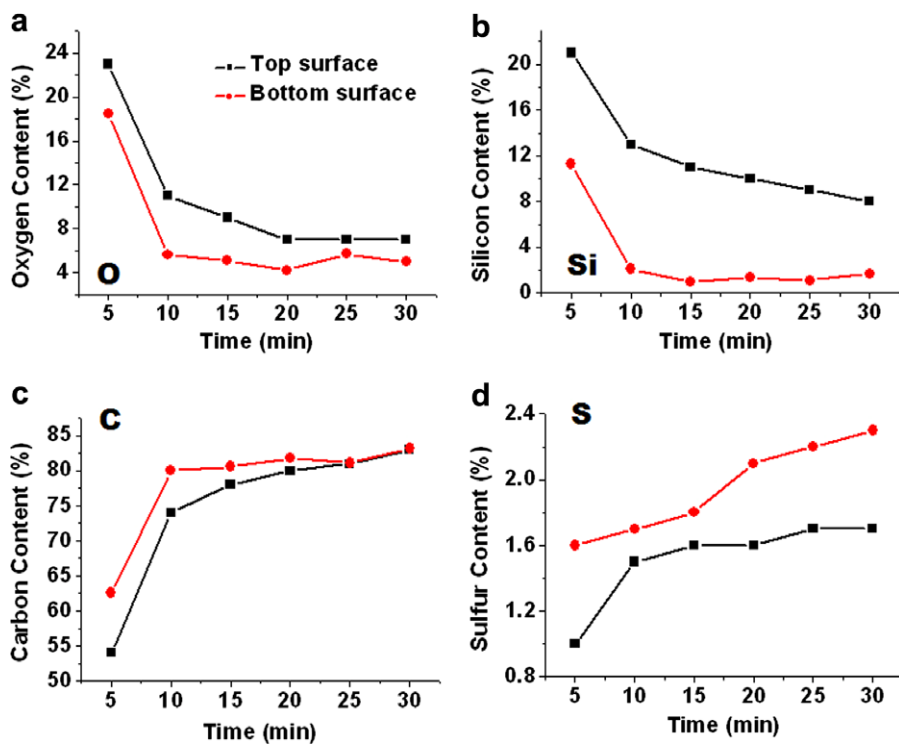 a
Oxygen Content (%)
24
20
16
12
8
4
Top surface
Bottom surface
O
5 10 15 20 25 30
Time (min)
b
Silicon Content (%)
20
16
12
8
4
0
Si
5 10 15 20 25 30
Time (min)
c
Carbon Content (%)
85
80
75
70
65
60
55
50
C
5 10 15 20 25 30
Time (min)
d
Sulfur Content (%)
2.4
2.0
1.6
1.2
0.8
S
5 10 15 20 25 30
Time (min)